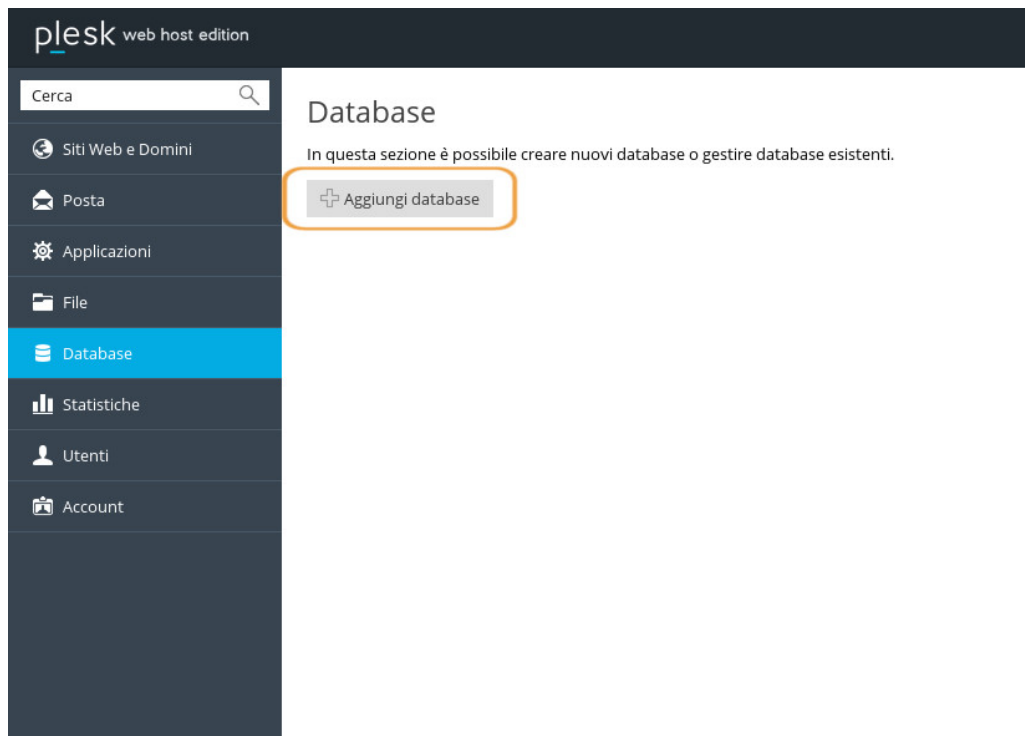 plesk web host edition
Cerca
Siti Web e Domini
Posta
Applicazioni
File
Database
Statistiche
Utenti
Account
Database
In questa sezione è possibile creare nuovi database o gestire database esistenti.
Aggiungi database